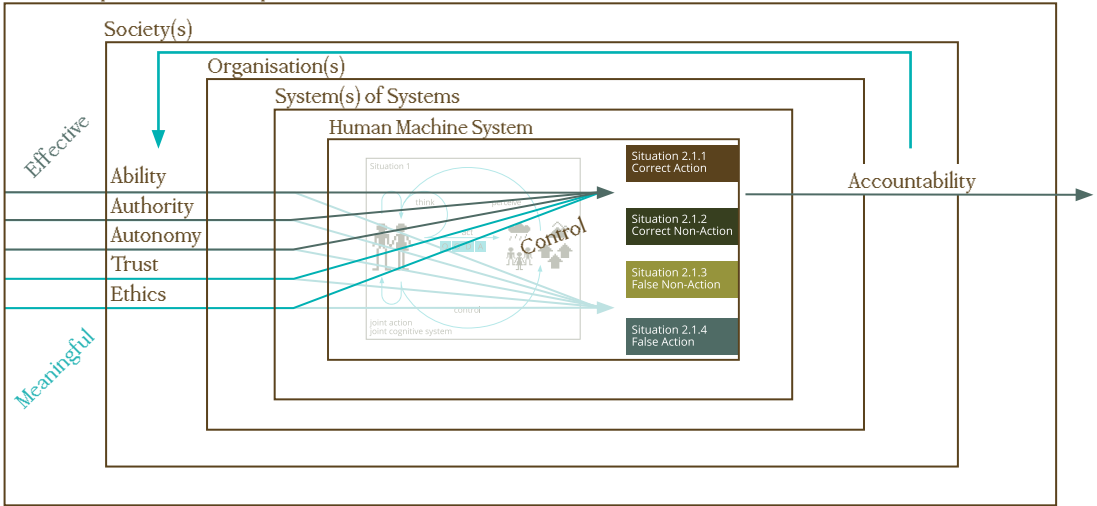 Society(s)
Organisation(s)
System(s) of Systems
Human Machine System
Effective
Ability
Authority
Autonomy
Trust
Ethics
Meaningful
Situation 1
think
perceive
act
Control
control
joint action
joint cognitive system
Situation 2.1.1
Correct Action
Situation 2.1.2
Correct Non-Action
Situation 2.1.3
False Non-Action
Situation 2.1.4
False Action
Accountability